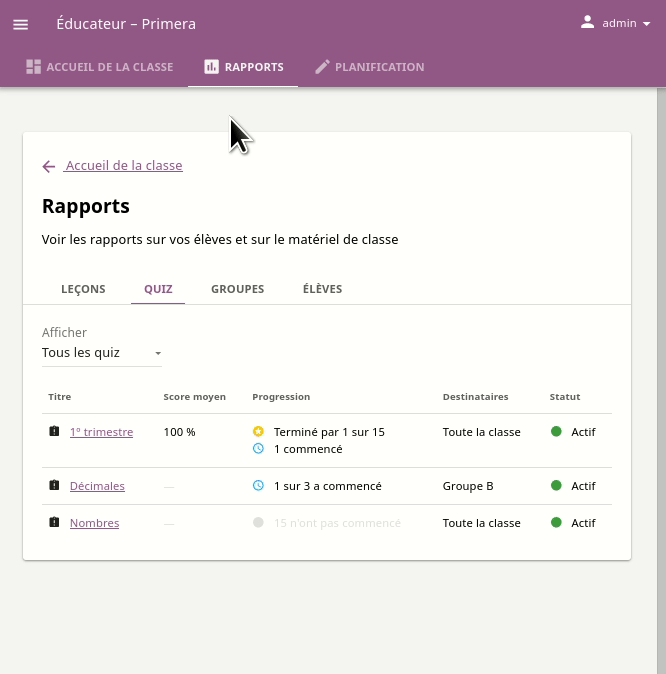 Éducateur – Primera
admin
ACCUEIL DE LA CLASSE RAPPORTS PLANIFICATION
Accueil de la classe
Rapports
Voir les rapports sur vos élèves et sur le matériel de classe
LEÇONS QUIZ GROUPES ÉLÈVES
Afficher
Tous les quiz
Titre Score moyen Progression Destinataires Statut
1º trimestre 100 % Terminé par 1 sur 15 Toute la classe Actif
1 commencé
Décimales — 1 sur 3 a commencé Groupe B Actif
Nombres — 15 n'ont pas commencé Toute la classe Actif